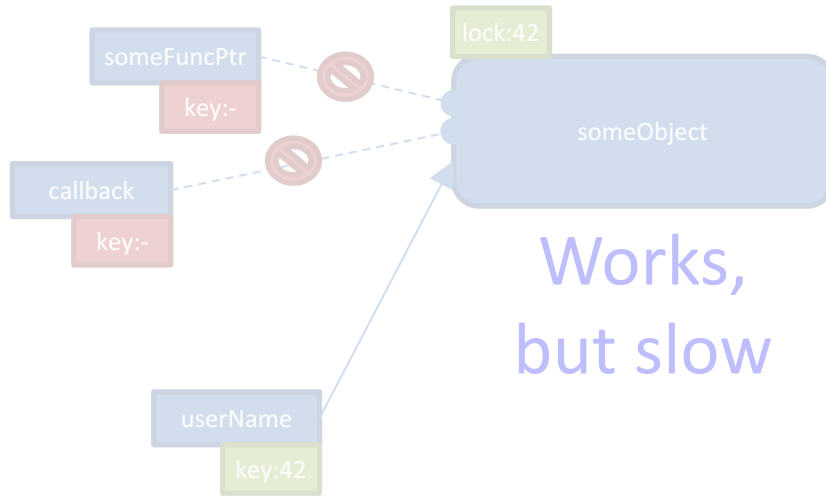 lock:42
someFuncPtr
key:-
someObject
callback
key:-
Works,
but slow
userName
key:42